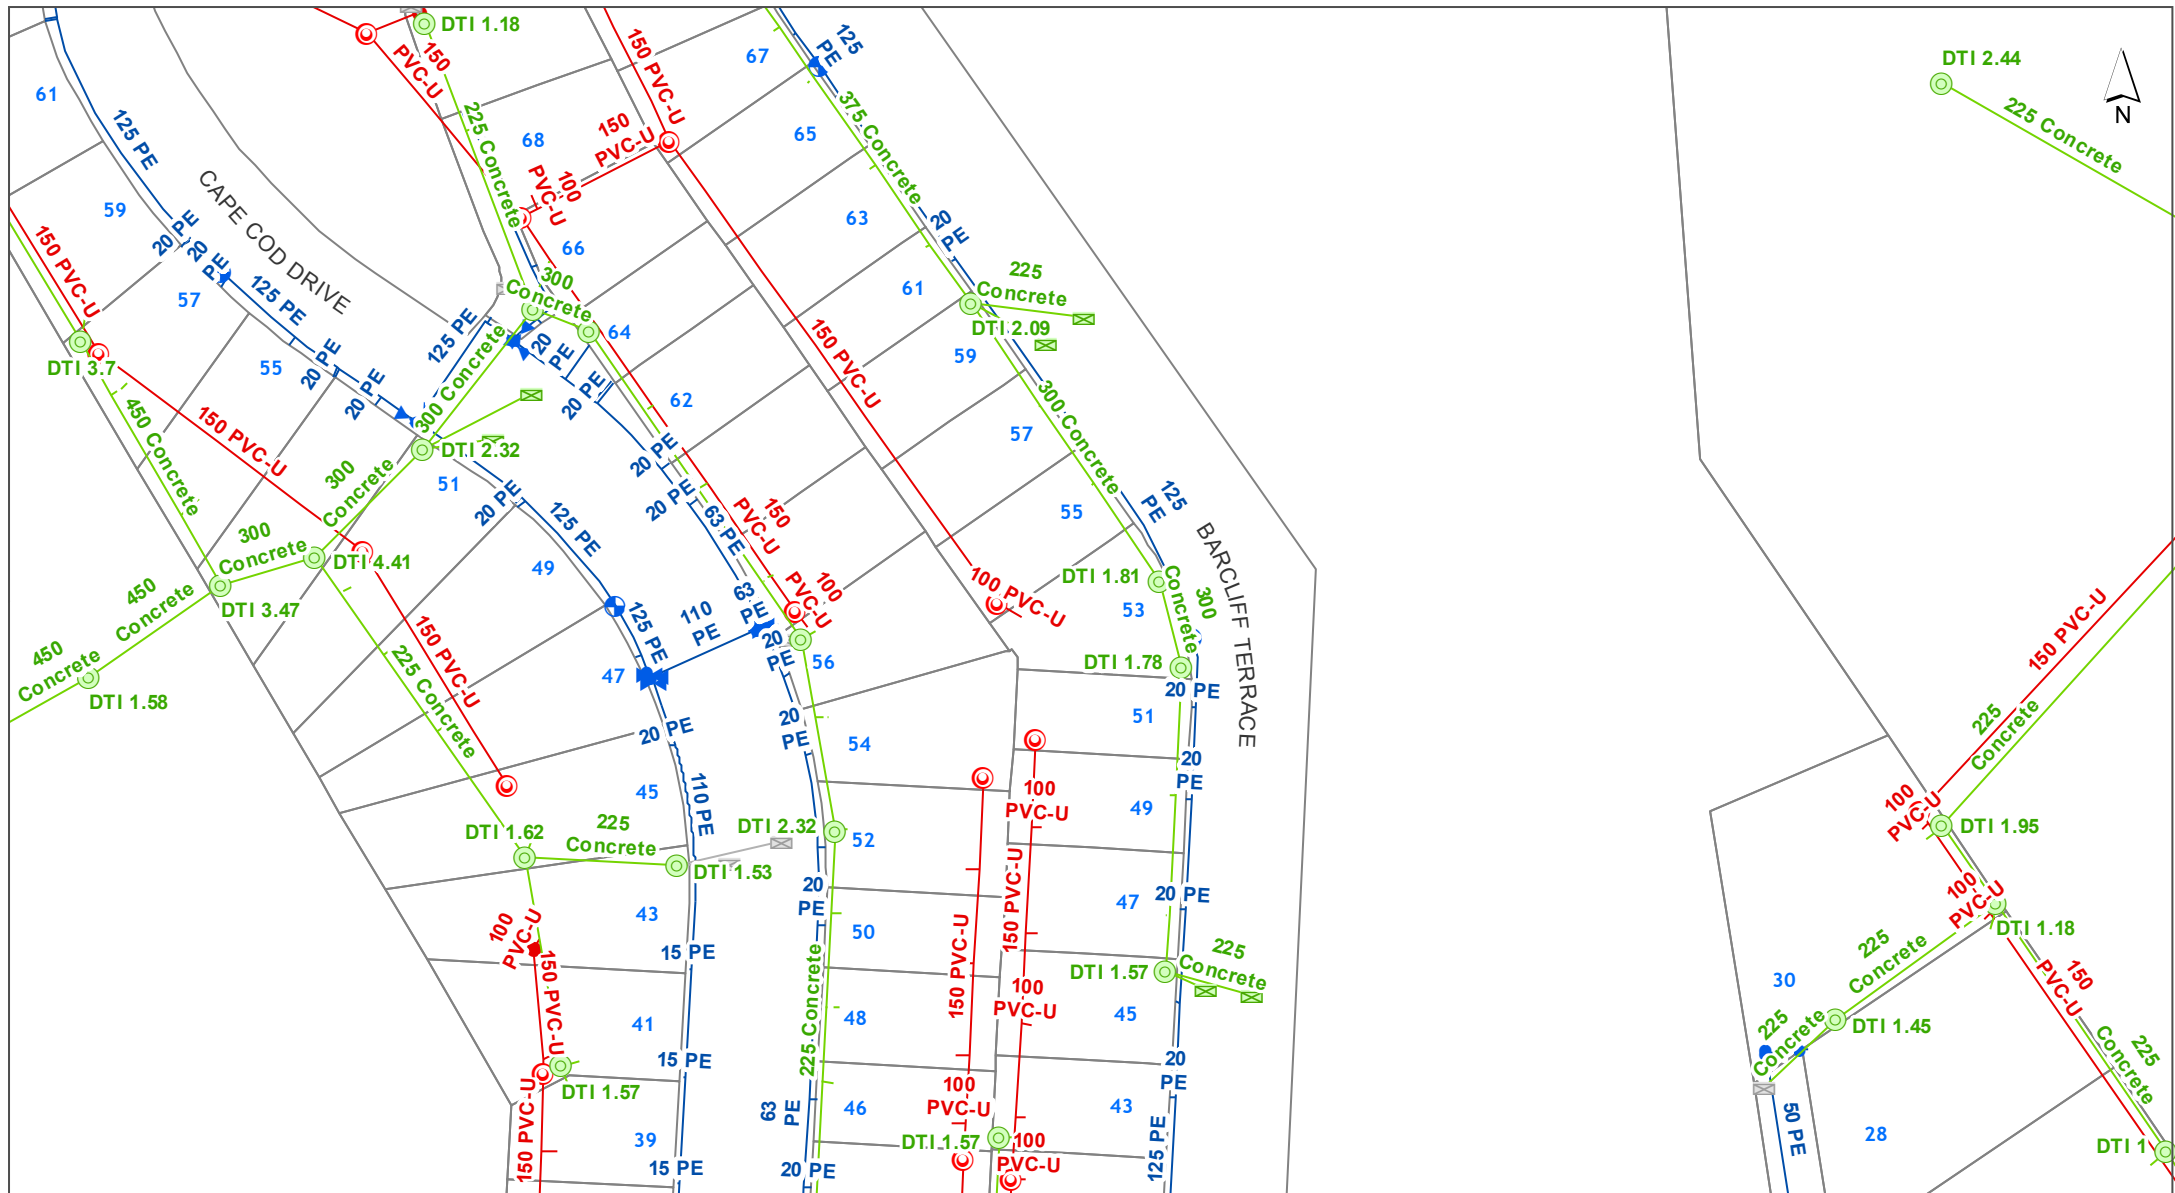 DTI 1.18
150
PVC-U
150 PVC-U
125
PE
67
DTI 2.44
225 Concrete
N
61
125 PE
225 Concrete
68
150
PVC-U
375 Concrete
65
59
CAPE COD DRIVE
100
PVC-U
63
20
PE
20 PE
20 PE
66
150 PVC-U
57
125 PE
300
Concrete
61
225
Concrete
DTI 2.09
DTI 3.7
125 PE
64
20
PE
150 PVC-U
59
55
20 PE
20 PE
300 Concrete
20 PE
62
300 Concrete
450 Concrete
150 PVC-U
DTI 2.32
57
300
Concrete
51
20 PE
20 PE
20 PE
125 PE
63 PE
150
PVC-U
55
125
PE
BARCLIFF TERRACE
300
Concrete
DTI 4.41
49
DTI 1.81
450
Concrete
DTI 3.47
100
PVC-U
63
PE
100 PVC-U
300
Concrete
53
125 PE
110
PE
20
PE
56
150 PVC-U
450
Concrete
DTI 1.58
225 Concrete
47
DTI 1.78
20 PE
150 PVC-U
20 PE
20
PE
54
51
225
Concrete
20
PE
45
110 PE
100
PVC-U
49
100
PVC-U
DTI 1.62
225
Concrete
DTI 2.32
52
DTI 1.95
DTI 1.53
20
PE
150 PVC-U
47
20 PE
100
PVC-U
43
100
PVC-U
50
150 PVC-U
DTI 1.18
15 PE
225 Concrete
DTI 1.57
225
Concrete
225
Concrete
30
150 PVC-U
100
PVC-U
150
PVC-U
41
48
45
225
Concrete
DTI 1.45
15 PE
20
PE
225
Concrete
DTI 1.57
150 PVC-U
63
PE
46
100
PVC-U
43
50 PE
28
39
DTI 1.57
100
PVC-U
125 PE
DTI 1
15 PE
20 PE